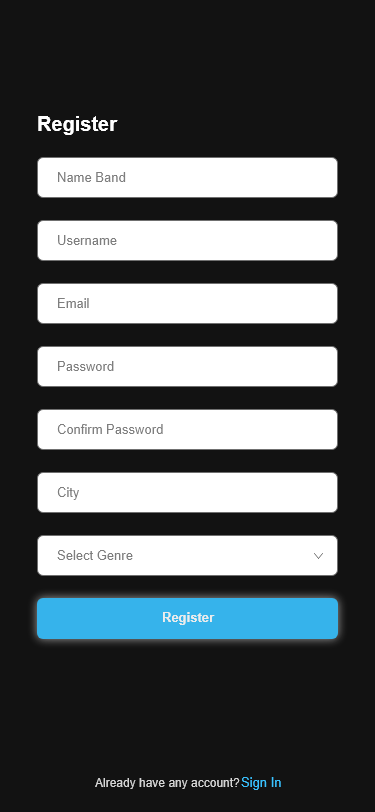 Register
Name Band
Username
Email
Password
Confirm Password
City
Select Genre
Register
Already have any account? Sign In